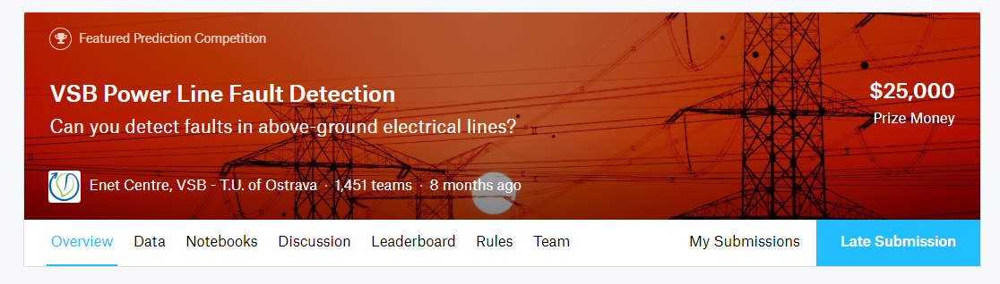 Featured Prediction Competition
VSB Power Line Fault Detection
Can you detect faults in above-ground electrical lines?
$25,000
Prize Money
Enet Centre, VSB - T.U. of Ostrava · 1,451 teams · 8 months ago
Overview Data Notebooks Discussion Leaderboard Rules Team My Submissions Late Submission